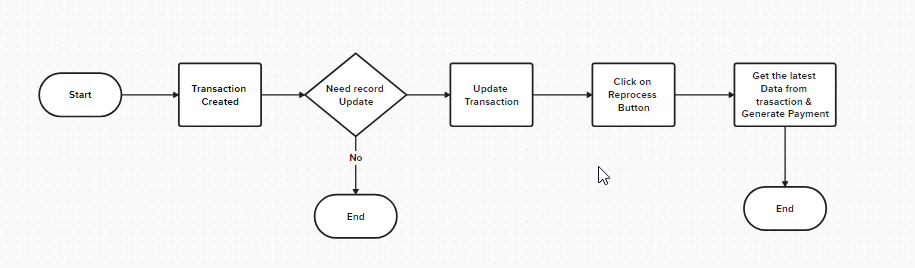 Start
Transaction
Created
Need record
Update
Update
Transaction
Click on
Reprocess
Button
Get the latest
Data from
trasaction &
Generate Payment
No
End
End